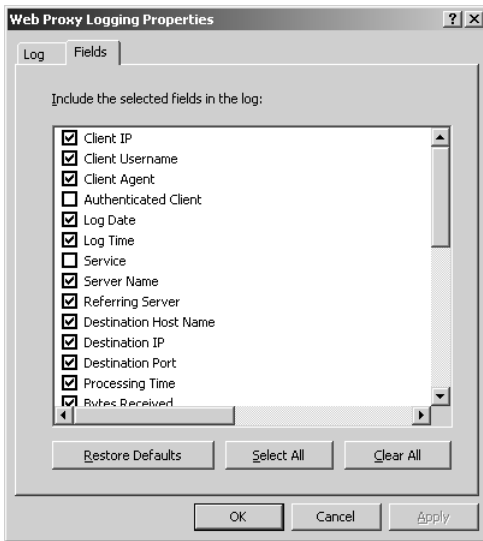 Web Proxy Logging Properties
Log
Fields
Include the selected fields in the log:
Client IP
Client Username
Client Agent
Authenticated Client
Log Date
Log Time
Service
Server Name
Referring Server
Destination Host Name
Destination IP
Destination Port
Processing Time
Bytes Received
Restore Defaults
Select All
Clear All
OK
Cancel
Apply